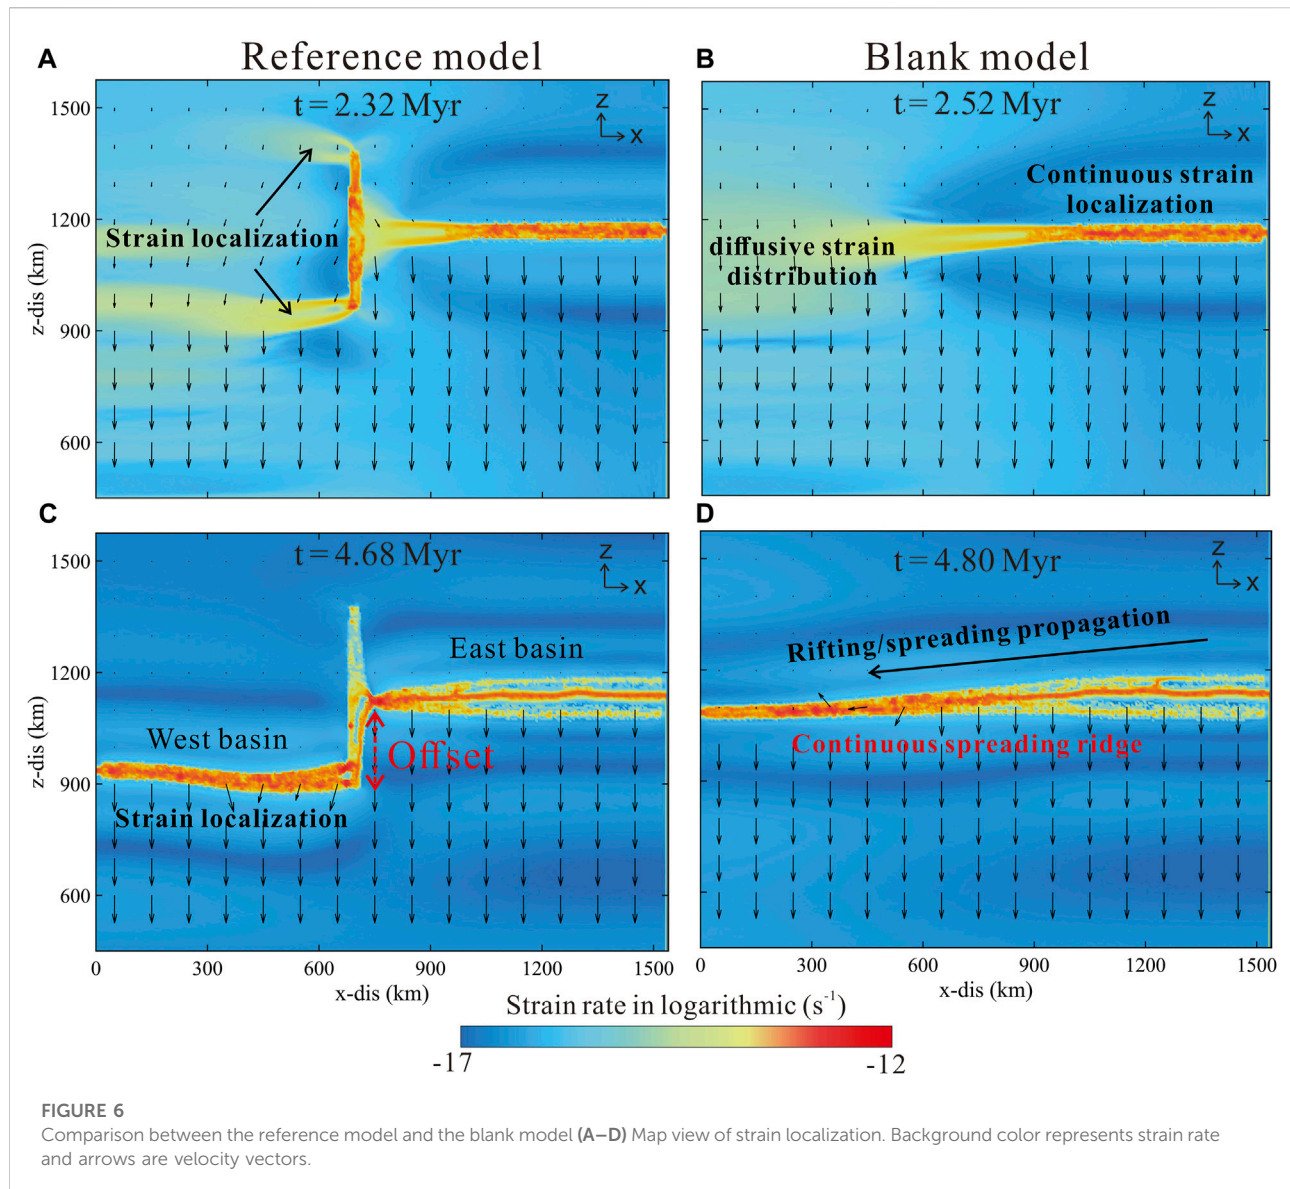 Reference model
Blank model
A
t = 2.32 Myr
z
x
Strain localization
1500
1200
900
600
z-dis (km)
B
t = 2.52 Myr
z
x
Continuous strain
localization
diffusive strain
distribution
C
t = 4.68 Myr
z
x
East basin
West basin
Offset
Strain localization
1500
1200
900
600
z-dis (km)
0 300 600 900 1200 1500
x-dis (km)
D
t = 4.80 Myr
z
x
Rifting/spreading propagation
Continuous spreading ridge
0 300 600 900 1200 1500
x-dis (km)
Strain rate in logarithmic (s⁻¹)
-17 -12
FIGURE 6
Comparison between the reference model and the blank model (A–D) Map view of strain localization. Background color represents strain rate
and arrows are velocity vectors.